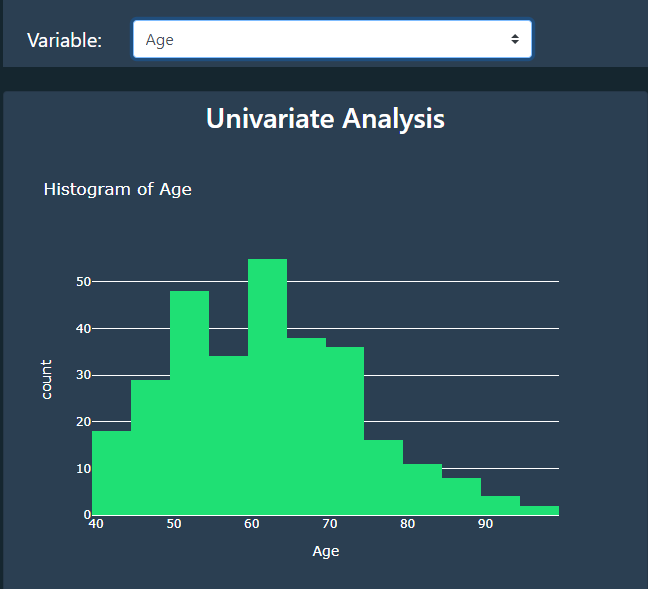 Variable:
Age
Univariate Analysis
Histogram of Age
50
40
30
20
10
0
count
40 50 60 70 80 90
Age